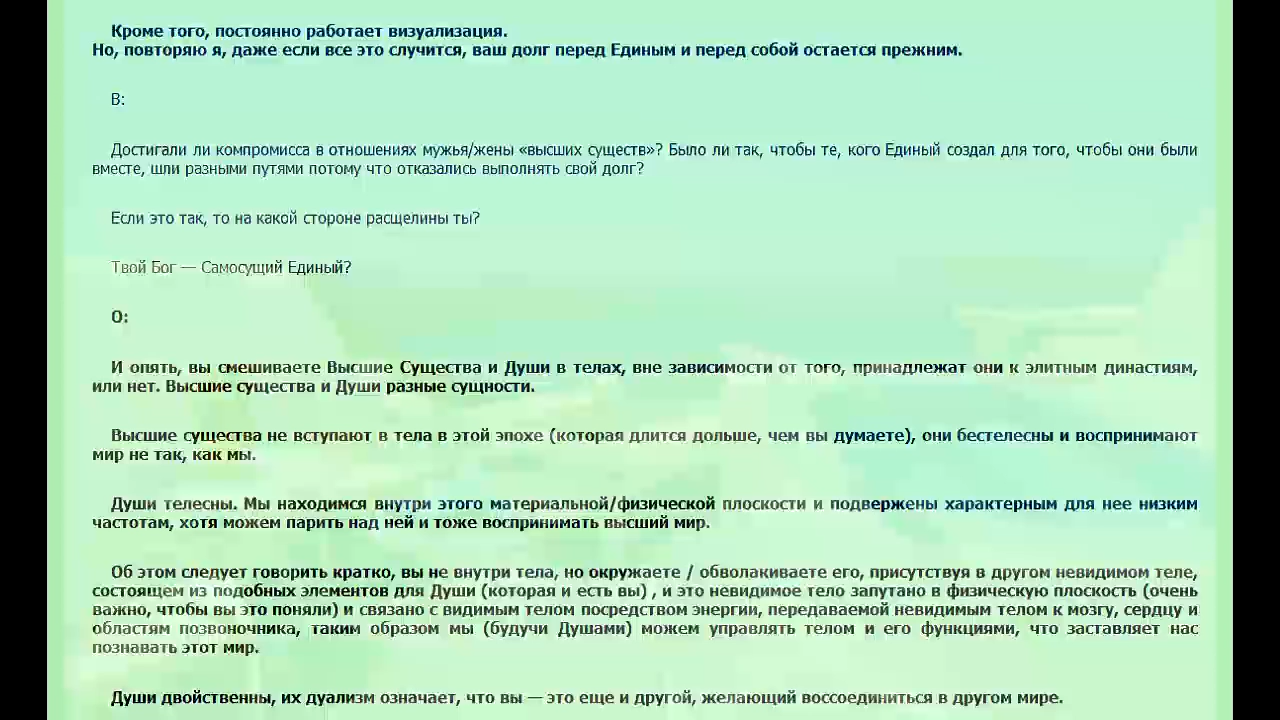 Кроме того, постоянно работает визуализация.
Но, повторяю я, даже если все это случится, ваш долг перед Единым и перед собой остается прежним.
В:
Достигали ли компромисса в отношениях мужья/жены «высших существ»? Было ли так, чтобы те, кого Единый создал для того, чтобы они были
вместе, шли разными путями потому что отказались выполнять свой долг?
Если это так, то на какой стороне расщелины ты?
Твой Бог — Самосущий Единый?
О:
И опять, вы смешиваете Высшие Существа и Души в телах, вне зависимости от того, принадлежат они к элитным династиям,
или нет. Высшие существа и Души разные сущности.
Высшие существа не вступают в тела в этой эпохе (которая длится дольше, чем вы думаете), они бестелесны и воспринимают
мир не так, как мы.
Души телесны. Мы находимся внутри этого материальной/физической плоскости и подвержены характерным для нее низким
частотам, хотя можем парить над ней и тоже воспринимать высший мир.
Об этом следует говорить кратко, вы не внутри тела, но окружаете / обволакиваете его, присутствуя в другом невидимом теле,
состоящем из подобных элементов для Души (которая и есть вы) , и это невидимое тело запутано в физическую плоскость (очень
важно, чтобы вы это поняли) и связано с видимым телом посредством энергии, передаваемой невидимым телом к мозгу, сердцу и
областям позвоночника, таким образом мы (будучи Душами) можем управлять телом и его функциями, что заставляет нас
познавать этот мир.
Души двойственны, их дуализм означает, что вы — это еще и другой, желающий воссоединиться в другом мире.